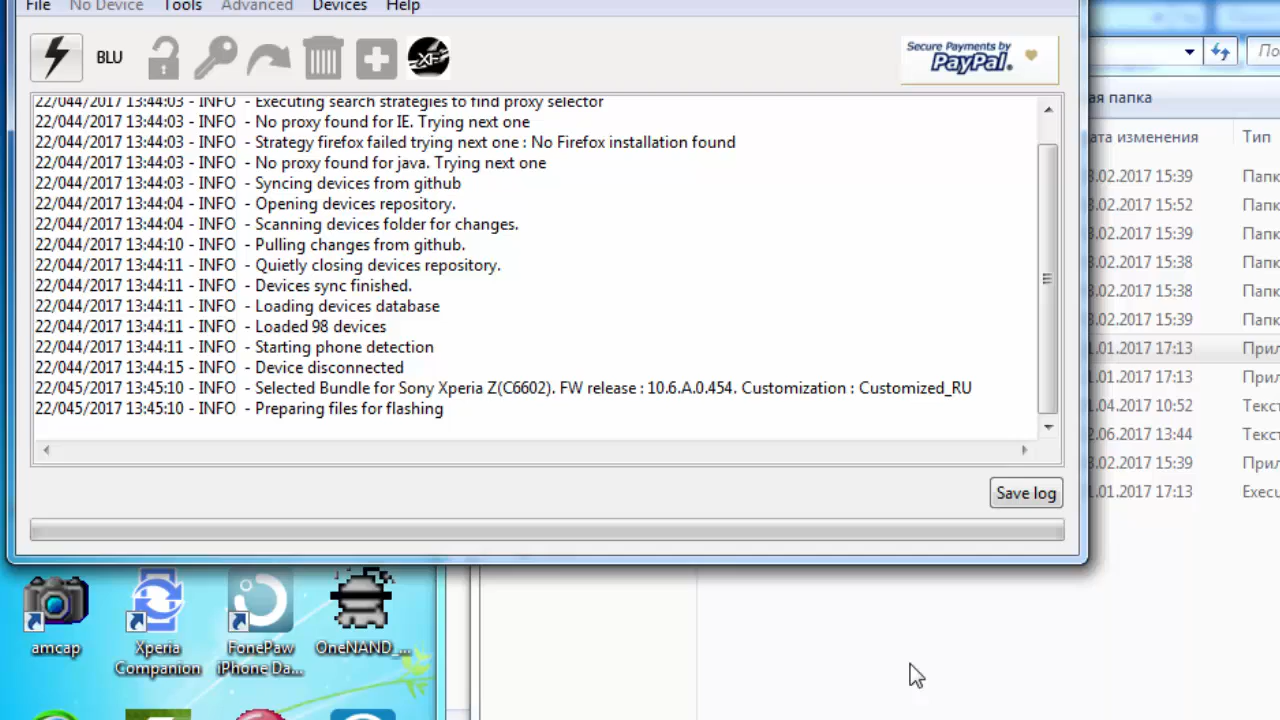 File No Device Tools Advanced Devices Help
BLU
Secure Payments by
PayPal.
22/044/2017 13:44:03 - INFO - Executing search strategies to find proxy selector
22/044/2017 13:44:03 - INFO - No proxy found for IE. Trying next one
22/044/2017 13:44:03 - INFO - Strategy firefox failed trying next one : No Firefox installation found
22/044/2017 13:44:03 - INFO - No proxy found for java. Trying next one
22/044/2017 13:44:03 - INFO - Syncing devices from github
22/044/2017 13:44:04 - INFO - Opening devices repository.
22/044/2017 13:44:04 - INFO - Scanning devices folder for changes.
22/044/2017 13:44:10 - INFO - Pulling changes from github.
22/044/2017 13:44:11 - INFO - Quietly closing devices repository.
22/044/2017 13:44:11 - INFO - Devices sync finished.
22/044/2017 13:44:11 - INFO - Loading devices database
22/044/2017 13:44:11 - INFO - Loaded 98 devices
22/044/2017 13:44:11 - INFO - Starting phone detection
22/044/2017 13:44:15 - INFO - Device disconnected
22/045/2017 13:45:10 - INFO - Selected Bundle for Sony Xperia Z(C6602). FW release : 10.6.A.0.454. Customization : Customized_RU
22/045/2017 13:45:10 - INFO - Preparing files for flashing
Save log
По
ая папка
ата изменения Тип
3.02.2017 15:39 Папк
3.02.2017 15:52 Папк
3.02.2017 15:39 Папк
3.02.2017 15:38 Папк
3.02.2017 15:38 Папк
3.02.2017 15:39 Папк
1.01.2017 17:13 Прил
1.01.2017 17:13 Прил
1.04.2017 10:52 Текст
2.06.2017 13:44 Текст
3.02.2017 15:39 Прил
1.01.2017 17:13 Execu
amcap
Xperia
Companion
FonePaw
iPhone Da...
OneNAND_...